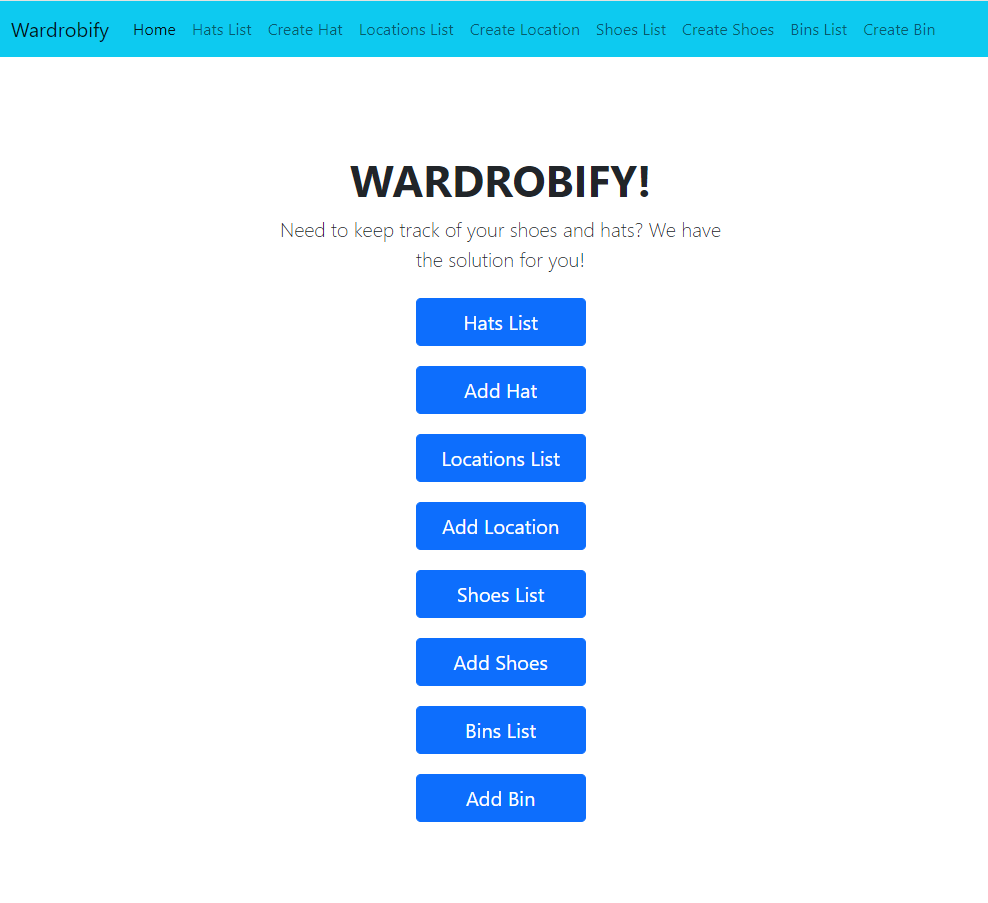 Wardrobify Home Hats List Create Hat Locations List Create Location Shoes List Create Shoes Bins List Create Bin
WARDROBIFY!
Need to keep track of your shoes and hats? We have
the solution for you!
Hats List
Add Hat
Locations List
Add Location
Shoes List
Add Shoes
Bins List
Add Bin